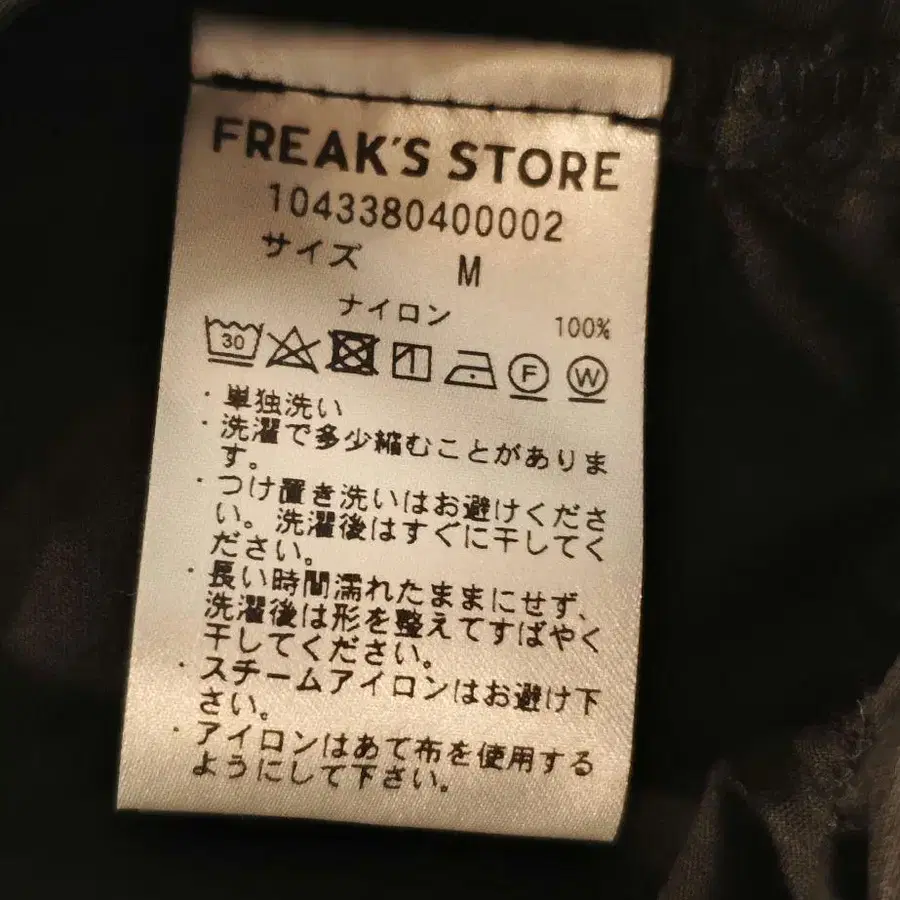 FREAK'S STORE
1043380400002
サイズ M
ナイロン 100%
30 F W
・単独洗い
・洗濯で多少縮むことがありま
す。
・つけ置き洗いはお避けくださ
い。洗濯後はすぐに干してく
ださい。
・長い時間濡れたままにせず、
洗濯後は形を整えてすばやく
干してください。
・スチームアイロンはお避け下
さい。
・アイロンはあて布を使用する
ようにして下さい。